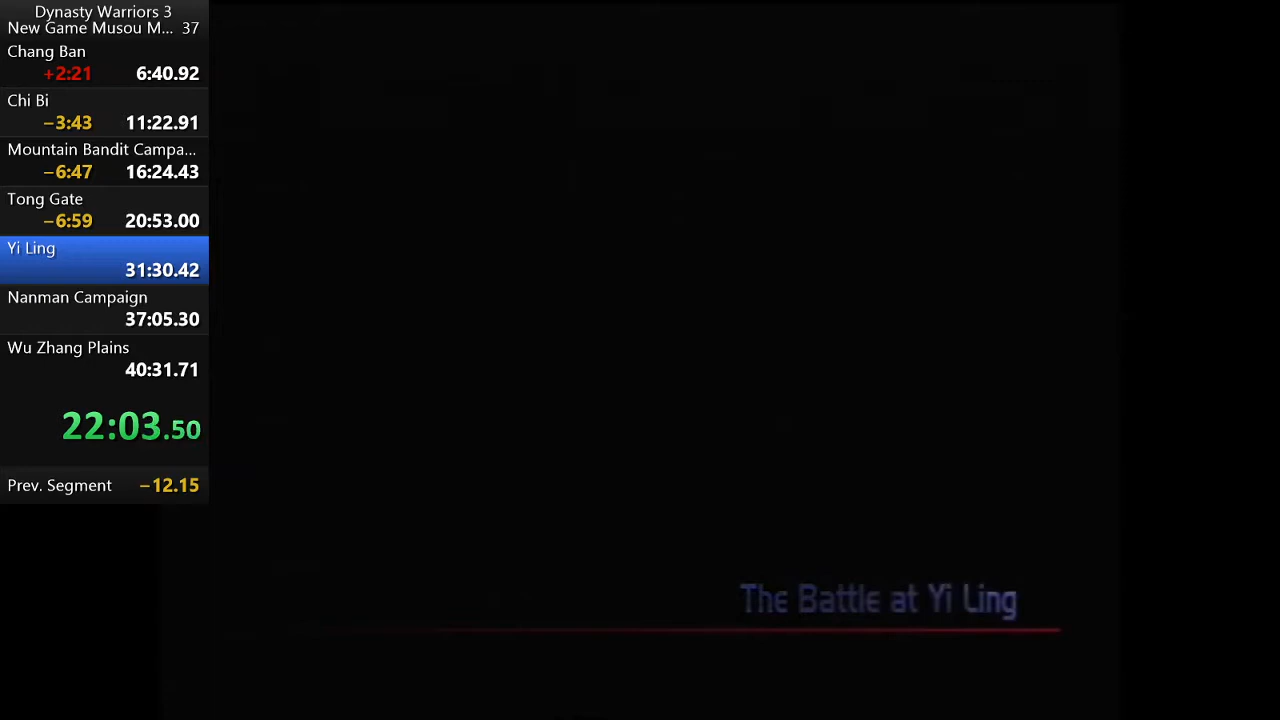 Dynasty Warriors 3
New Game Musou M... 37
Chang Ban
+2:21 6:40.92
Chi Bi
−3:43 11:22.91
Mountain Bandit Campa...
−6:47 16:24.43
Tong Gate
−6:59 20:53.00
Yi Ling
31:30.42
Nanman Campaign
37:05.30
Wu Zhang Plains
40:31.71
22:03.50
Prev. Segment −12.15
The Battle at Yi Ling